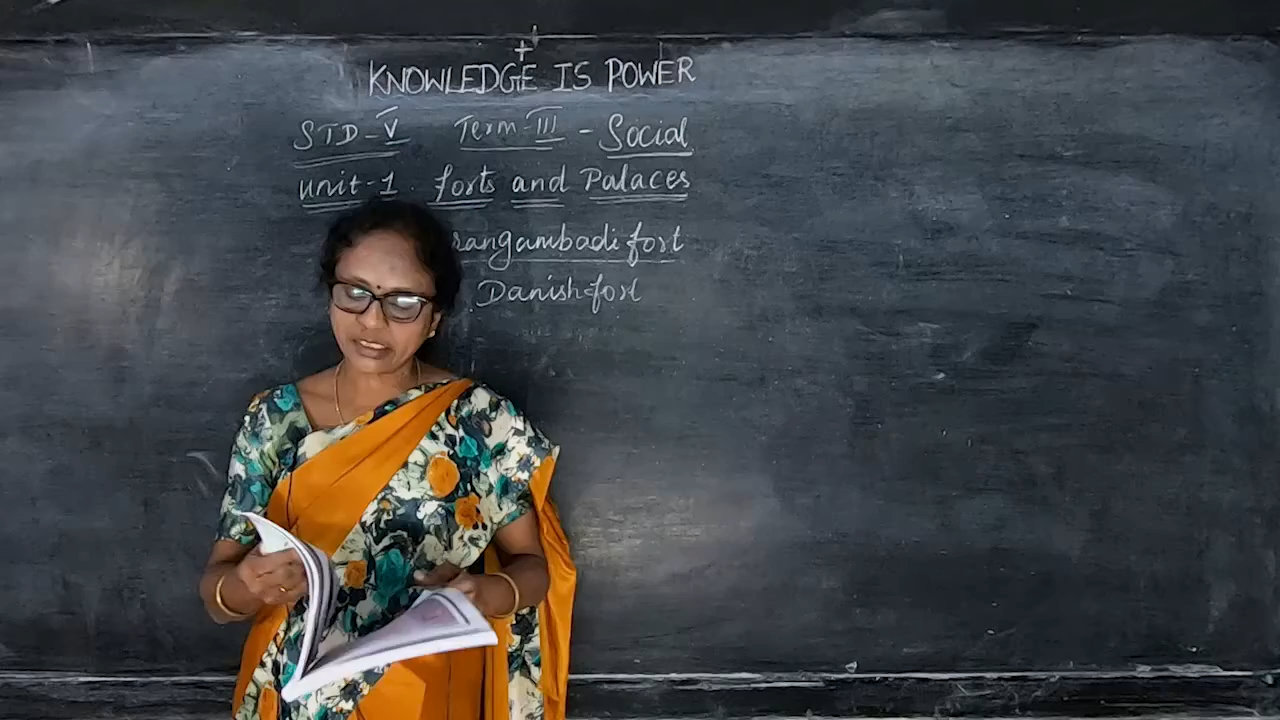 KNOWLEDGE IS POWER
STD-V Term-III - Social
unit-1. forts and Palaces
rangambadi fort
Danish fort